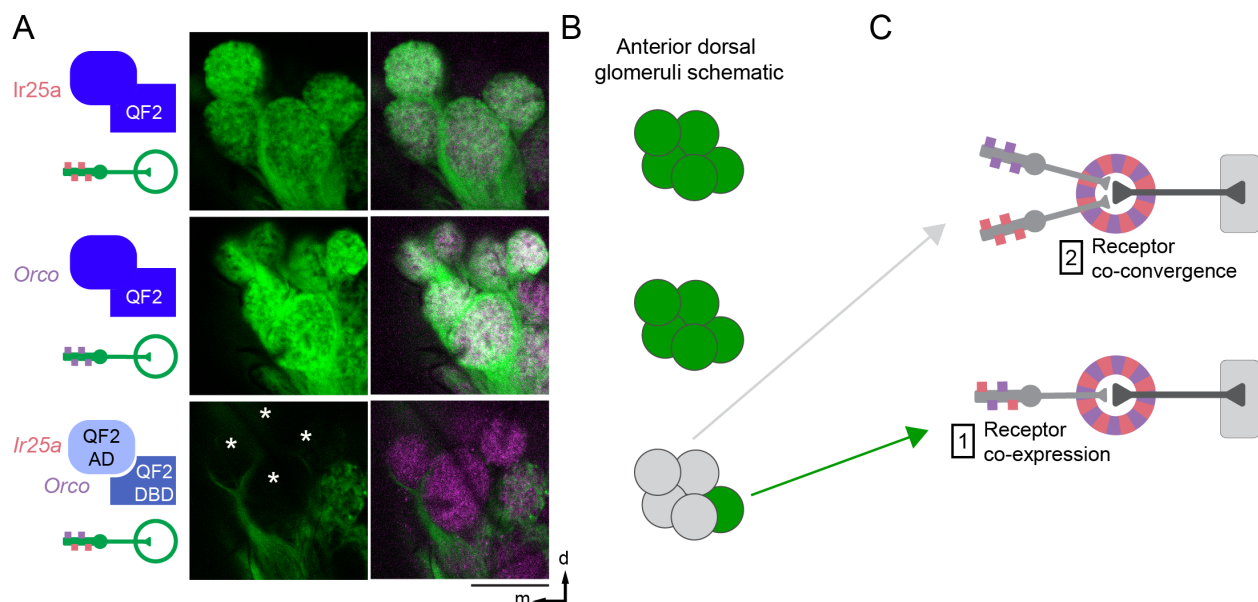 A
Ir25a
QF2
Orco
QF2
Ir25a
QF2
AD
Orco
QF2
DBD
*
*
*
*
d
m
B
Anterior dorsal
glomeruli schematic
C
2
Receptor
co-convergence
1
Receptor
co-expression